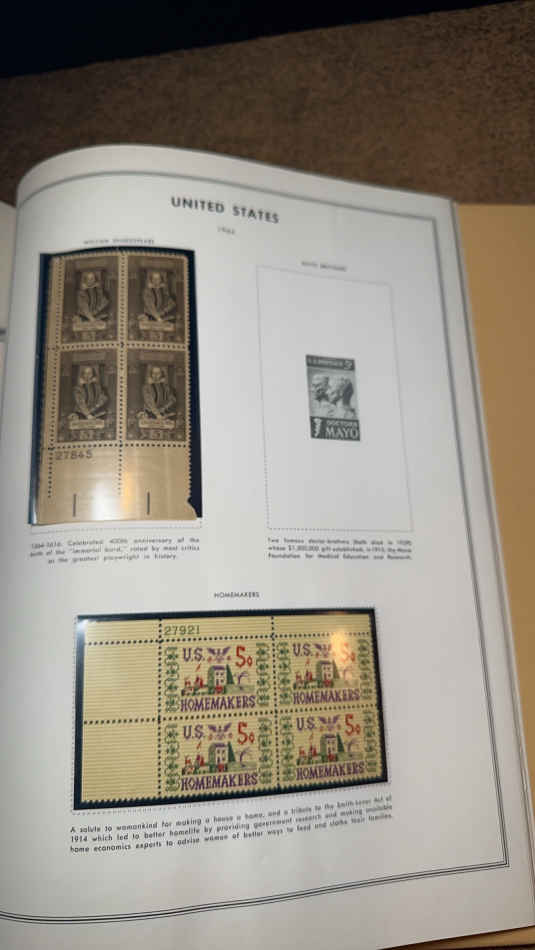 UNITED STATES
1964
WILLIAM SHAKESPEARE
MAYO BROTHERS
U.S. POSTAGE 5¢
DOCTORS
MAYO
27845
1564-1616. Celebrated 400th anniversary of the
birth of the "immortal bard," rated by most critics
as the greatest playwright in history.
Two famous doctor-brothers (both died in 1939)
whose $1,500,000 gift established, in 1915, the Mayo
Foundation for Medical Education and Research.
HOMEMAKERS
27921
U.S. 5¢
HOMEMAKERS
U.S. 5¢
HOMEMAKERS
U.S. 5¢
HOMEMAKERS
U.S. 5¢
HOMEMAKERS
A salute to womankind for making a house a home, and a tribute to the Smith-Lever Act of
1914 which led to better homelife by providing government research and making available
home economics experts to advise women of better ways to feed and clothe their families.